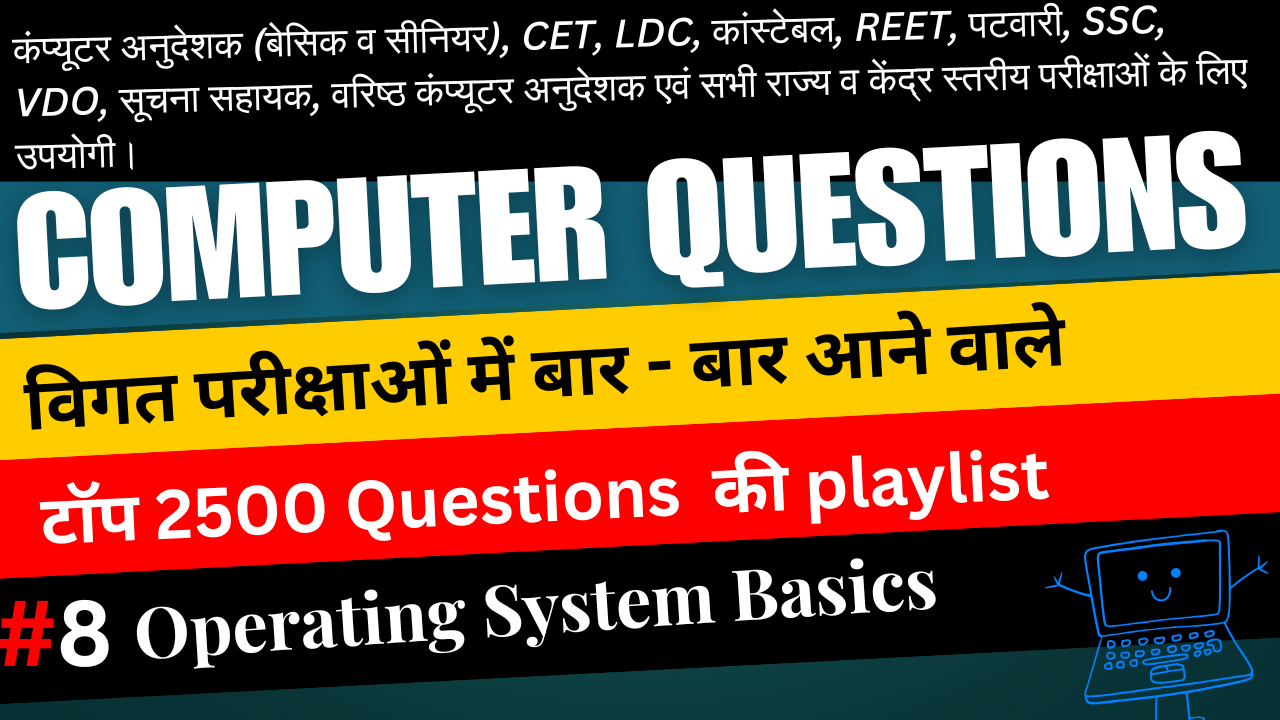 कंप्यूटर अनुदेशक (बेसिक व सीनियर), CET, LDC, कांस्टेबल, REET, पटवारी, SSC,
VDO, सूचना सहायक, वरिष्ठ कंप्यूटर अनुदेशक एवं सभी राज्य व केंद्र स्तरीय परीक्षाओं के लिए
उपयोगी।
COMPUTER QUESTIONS
विगत परीक्षाओं में बार - बार आने वाले
टॉप 2500 Questions की playlist
#8 Operating System Basics